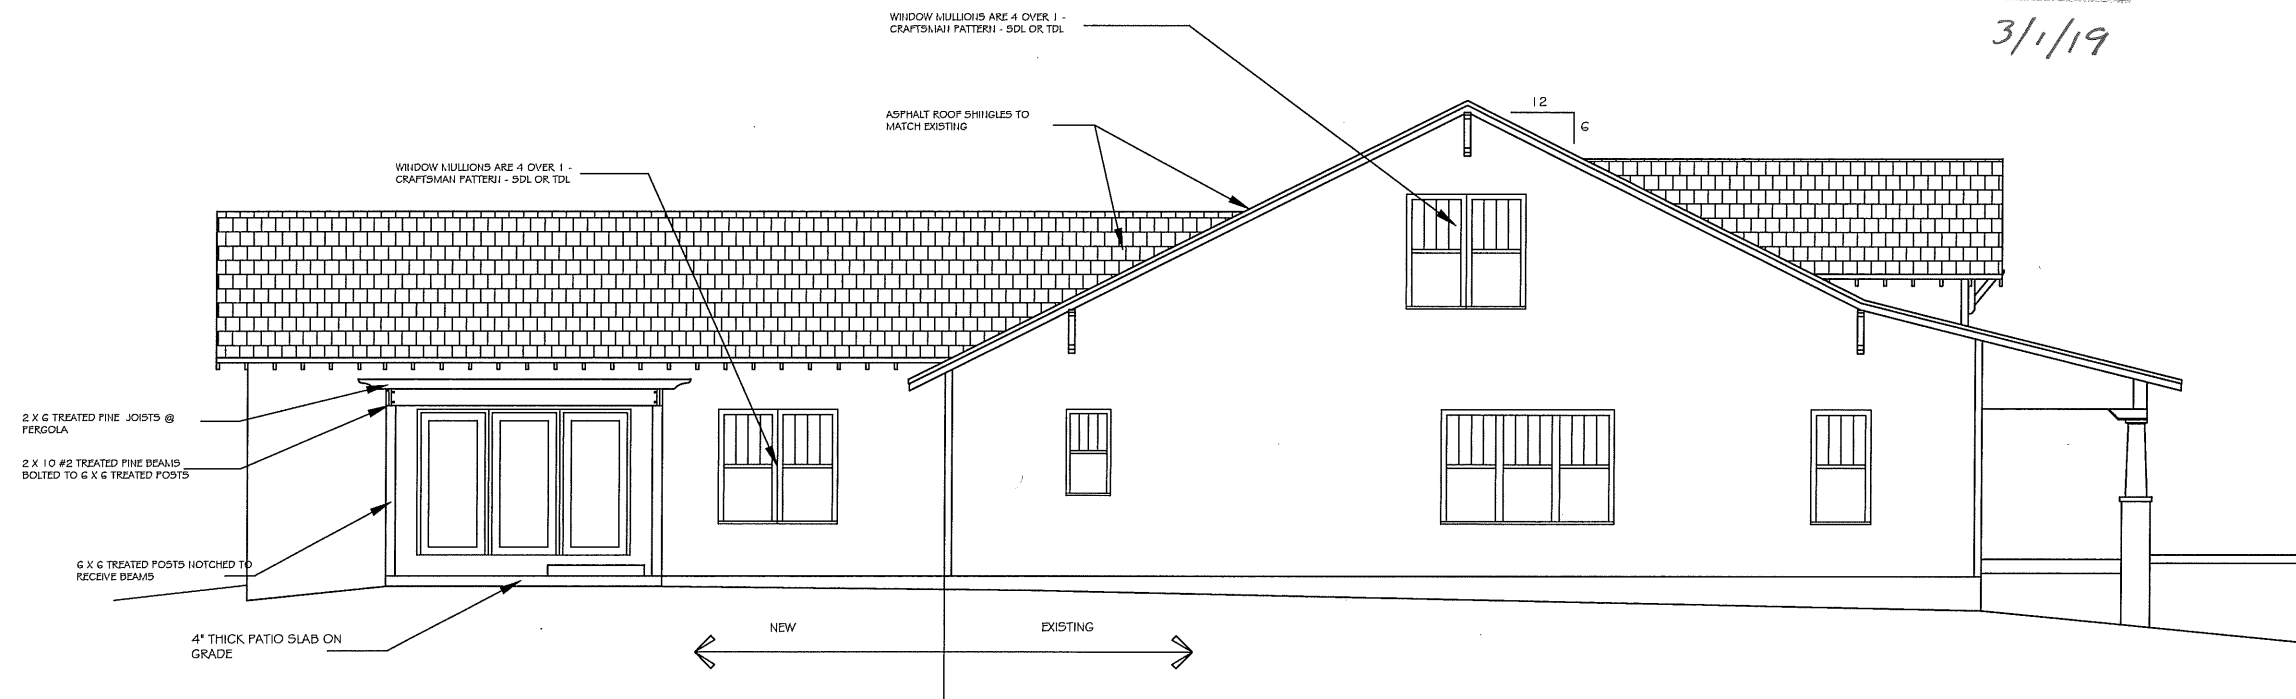 3/1/19
WINDOW MULLIONS ARE 4 OVER 1 -
CRAFTSMAN PATTERN - SDL OR TDL
12
6
ASPHALT ROOF SHINGLES TO
MATCH EXISTING
WINDOW MULLIONS ARE 4 OVER 1 -
CRAFTSMAN PATTERN - SDL OR TDL
2 X 6 TREATED PINE JOISTS @
PERGOLA
2 X 10 #2 TREATED PINE BEAMS
BOLTED TO 6 X 6 TREATED POSTS
6 X 6 TREATED POSTS NOTCHED TO
RECEIVE BEAMS
4" THICK PATIO SLAB ON
GRADE
NEW
EXISTING